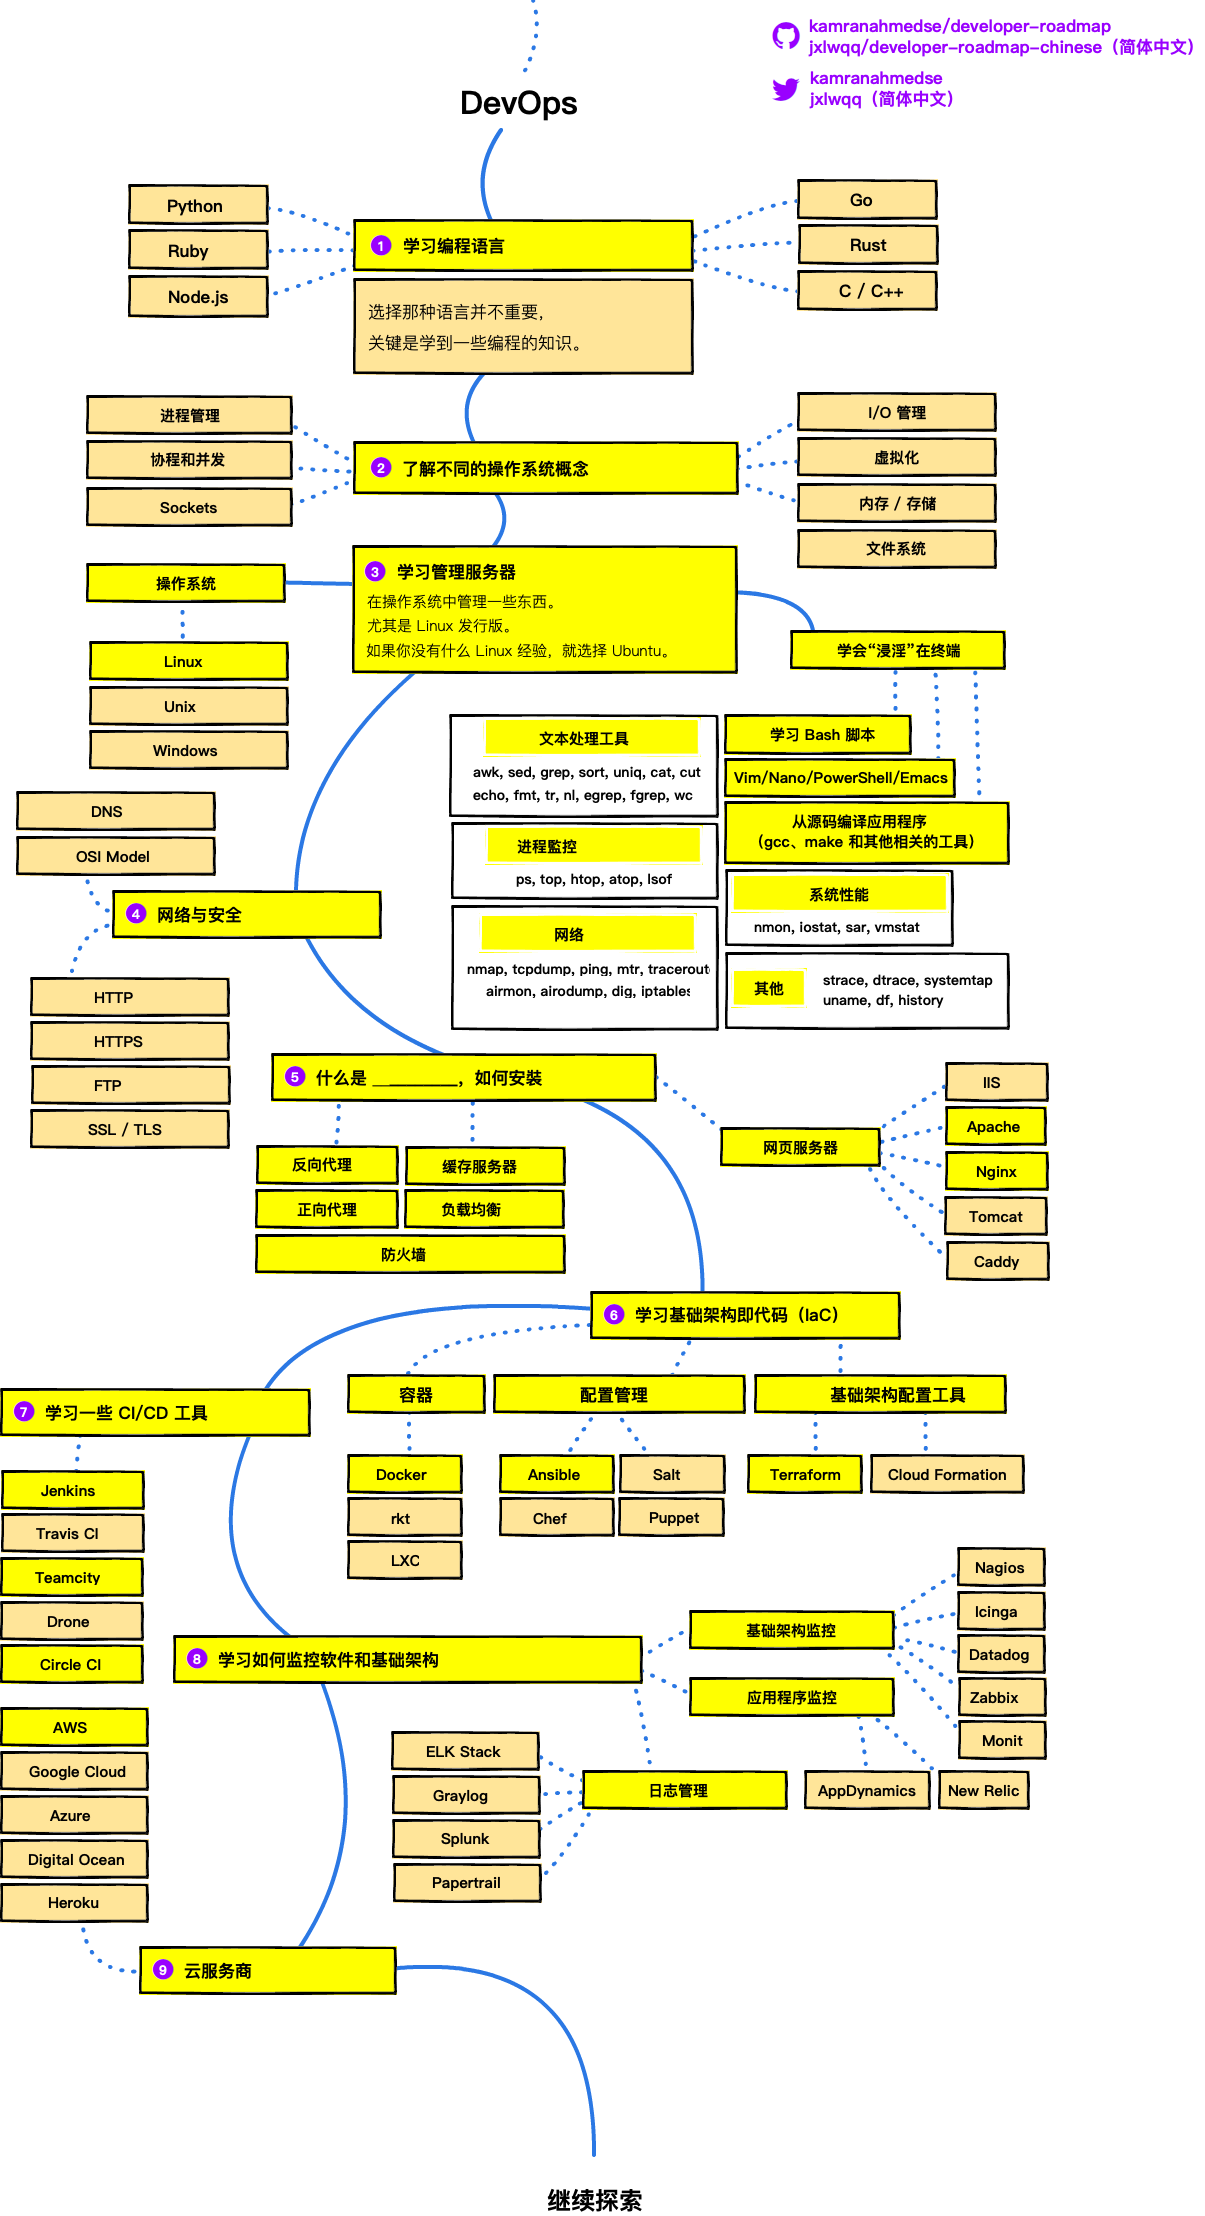 kamranahmedse/developer-roadmap
jxlwqq/developer-roadmap-chinese（简体中文）
kamranahmedse
jxlwqq（简体中文）
DevOps
Python
Ruby
Node.js
1 学习编程语言
选择那种语言并不重要，
关键是学到一些编程的知识。
Go
Rust
C / C++
进程管理
协程和并发
Sockets
2 了解不同的操作系统概念
I/O 管理
虚拟化
内存 / 存储
文件系统
3 学习管理服务器
在操作系统中管理一些东西。
尤其是 Linux 发行版。
如果你没有什么 Linux 经验，就选择 Ubuntu。
操作系统
Linux
Unix
Windows
学会“浸淫”在终端
学习 Bash 脚本
Vim/Nano/PowerShell/Emacs
从源码编译应用程序
（gcc、make 和其他相关的工具）
文本处理工具
awk, sed, grep, sort, uniq, cat, cut
echo, fmt, tr, nl, egrep, fgrep, wc
进程監控
ps, top, htop, atop, lsof
网络
nmap, tcpdump, ping, mtr, traceroute
airmon, airodump, dig, iptables
系统性能
nmon, iostat, sar, vmstat
其他
strace, dtrace, systemtap
uname, df, history
DNS
OSI Model
4 网络与安全
HTTP
HTTPS
FTP
SSL / TLS
5 什么是 __________，如何安裝
反向代理
缓存服务器
正向代理
负载均衡
防火墙
网页服务器
IIS
Apache
Nginx
Tomcat
Caddy
6 学习基础架构即代码（IaC）
容器
Docker
rkt
LXC
配置管理
Ansible
Salt
Chef
Puppet
基础架构配置工具
Terraform
Cloud Formation
7 学习一些 CI/CD 工具
Jenkins
Travis CI
Teamcity
Drone
Circle CI
8 学习如何监控软件和基础架构
基础架构监控
Nagios
Icinga
Datadog
Zabbix
Monit
应用程序监控
AppDynamics
New Relic
日志管理
ELK Stack
Graylog
Splunk
Papertrail
AWS
Google Cloud
Azure
Digital Ocean
Heroku
9 云服务商
继续探索